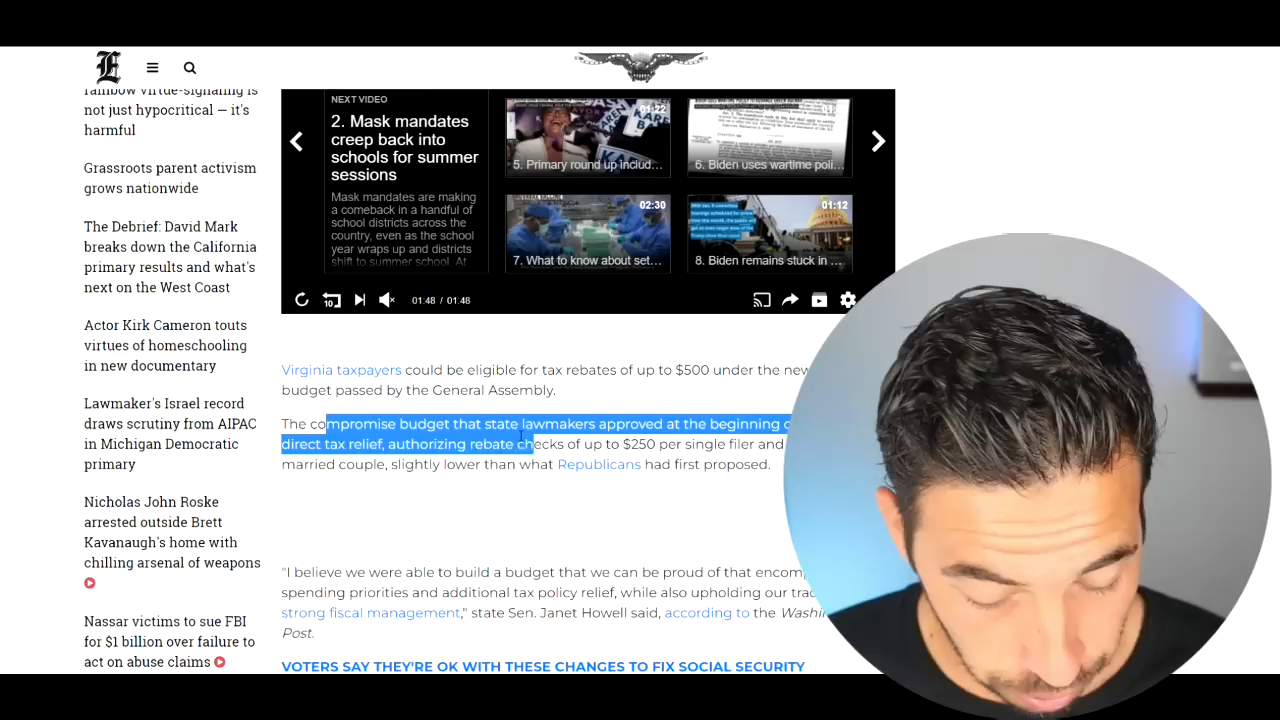 E
rainbow virtue-signaling is
not just hypocritical — it's
harmful
Grassroots parent activism
grows nationwide
The Debrief: David Mark
breaks down the California
primary results and what's
next on the West Coast
Actor Kirk Cameron touts
virtues of homeschooling
in new documentary
Lawmaker's Israel record
draws scrutiny from AIPAC
in Michigan Democratic
primary
Nicholas John Roske
arrested outside Brett
Kavanaugh's home with
chilling arsenal of weapons
Nassar victims to sue FBI
for $1 billion over failure to
act on abuse claims
NEXT VIDEO
2. Mask mandates
creep back into
schools for summer
sessions
Mask mandates are making
a comeback in a handful of
school districts across the
country, even as the school
year wraps up and districts
shift to summer school. At
01:22
5. Primary round up includ...
6. Biden uses wartime poli...
02:30
7. What to know about set...
01:12
8. Biden remains stuck in ...
10
01:48 / 01:48
Virginia taxpayers could be eligible for tax rebates of up to $500 under the new
budget passed by the General Assembly.
The compromise budget that state lawmakers approved at the beginning
direct tax relief, authorizing rebate checks of up to $250 per single filer and
married couple, slightly lower than what Republicans had first proposed.
"I believe we were able to build a budget that we can be proud of that
spending priorities and additional tax policy relief, while also upholding our
strong fiscal management," state Sen. Janet Howell said, according to the
Post.
VOTERS SAY THEY'RE OK WITH THESE CHANGES TO FIX SOCIAL SECURITY